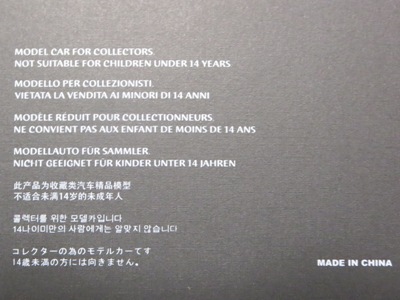 MODEL CAR FOR COLLECTORS.
NOT SUITABLE FOR CHILDREN UNDER 14 YEARS
MODELLO PER COLLEZIONISTI.
VIETATA LA VENDITA AI MINORI DI 14 ANNI
MODÈLE RÉDUIT POUR COLLECTIONNEURS.
NE CONVIENT PAS AUX ENFANT DE MOINS DE 14 ANS
MODELLAUTO FÜR SAMMLER.
NICHT GEEIGNET FÜR KINDER UNTER 14 JAHREN
此产品为收藏类汽车精品模型
不适合未满14岁的未成年人
콜렉터를 위한 모델카입니다
14나이미만의 사람에게는 알맞지 않습니다
コレクターの為のモデルカーてす
14歳未満の方には向きません。
MADE IN CHINA